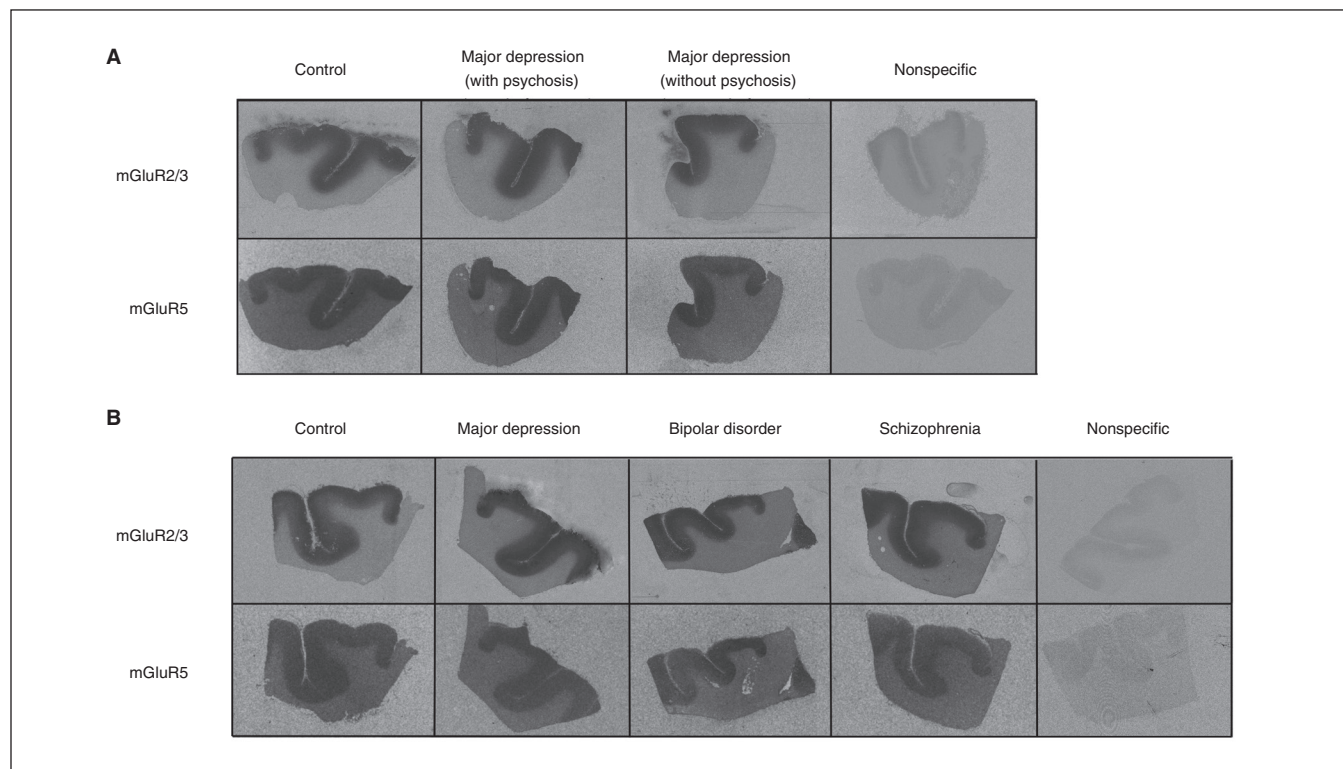 A
Control
Major depression
(with psychosis)
Major depression
(without psychosis)
Nonspecific
mGluR2/3
mGluR5
B
Control
Major depression
Bipolar disorder
Schizophrenia
Nonspecific
mGluR2/3
mGluR5